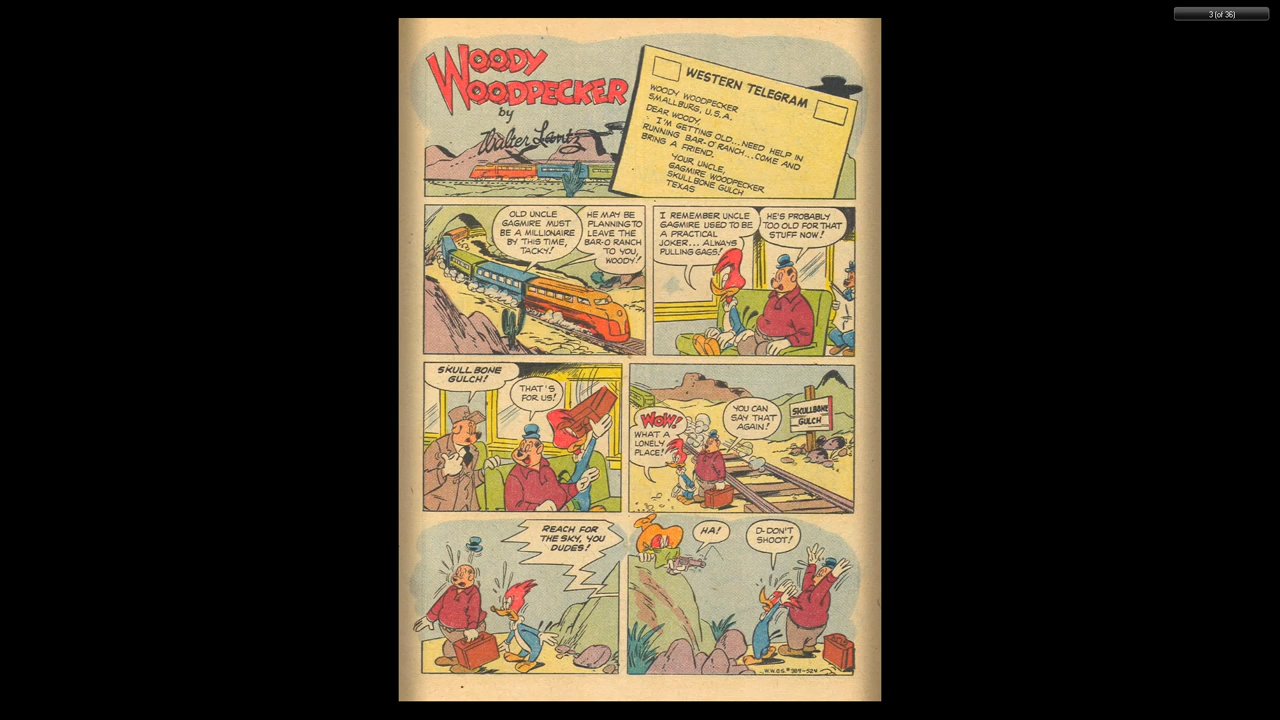 3 (of 36)
WOODY
WOODPECKER
by
Walter Lantz
WESTERN TELEGRAM
WOODY WOODPECKER
SMALLBURG, U.S.A.
DEAR WOODY,
I'M GETTING OLD...NEED HELP IN
RUNNING BAR-O RANCH...COME AND
BRING A FRIEND.
YOUR UNCLE,
GAGMIRE WOODPECKER
SKULLBONE GULCH
TEXAS
OLD UNCLE
GAGMIRE MUST
BE A MILLIONAIRE
BY THIS TIME,
TACKY!
HE MAY BE
PLANNING TO
LEAVE THE
BAR-O RANCH
TO YOU,
WOODY!
I REMEMBER UNCLE
GAGMIRE USED TO BE
A PRACTICAL
JOKER... ALWAYS
PULLING GAGS!
HE'S PROBABLY
TOO OLD FOR THAT
STUFF NOW!
SKULLBONE
GULCH!
THAT'S
FOR US!
WOW!
WHAT A
LONELY
PLACE!
YOU CAN
SAY THAT
AGAIN!
SKULLBONE
GULCH
REACH FOR
THE SKY, YOU
DUDES!
HA!
D-DON'T
SHOOT!
W.W.O.S. #307-524